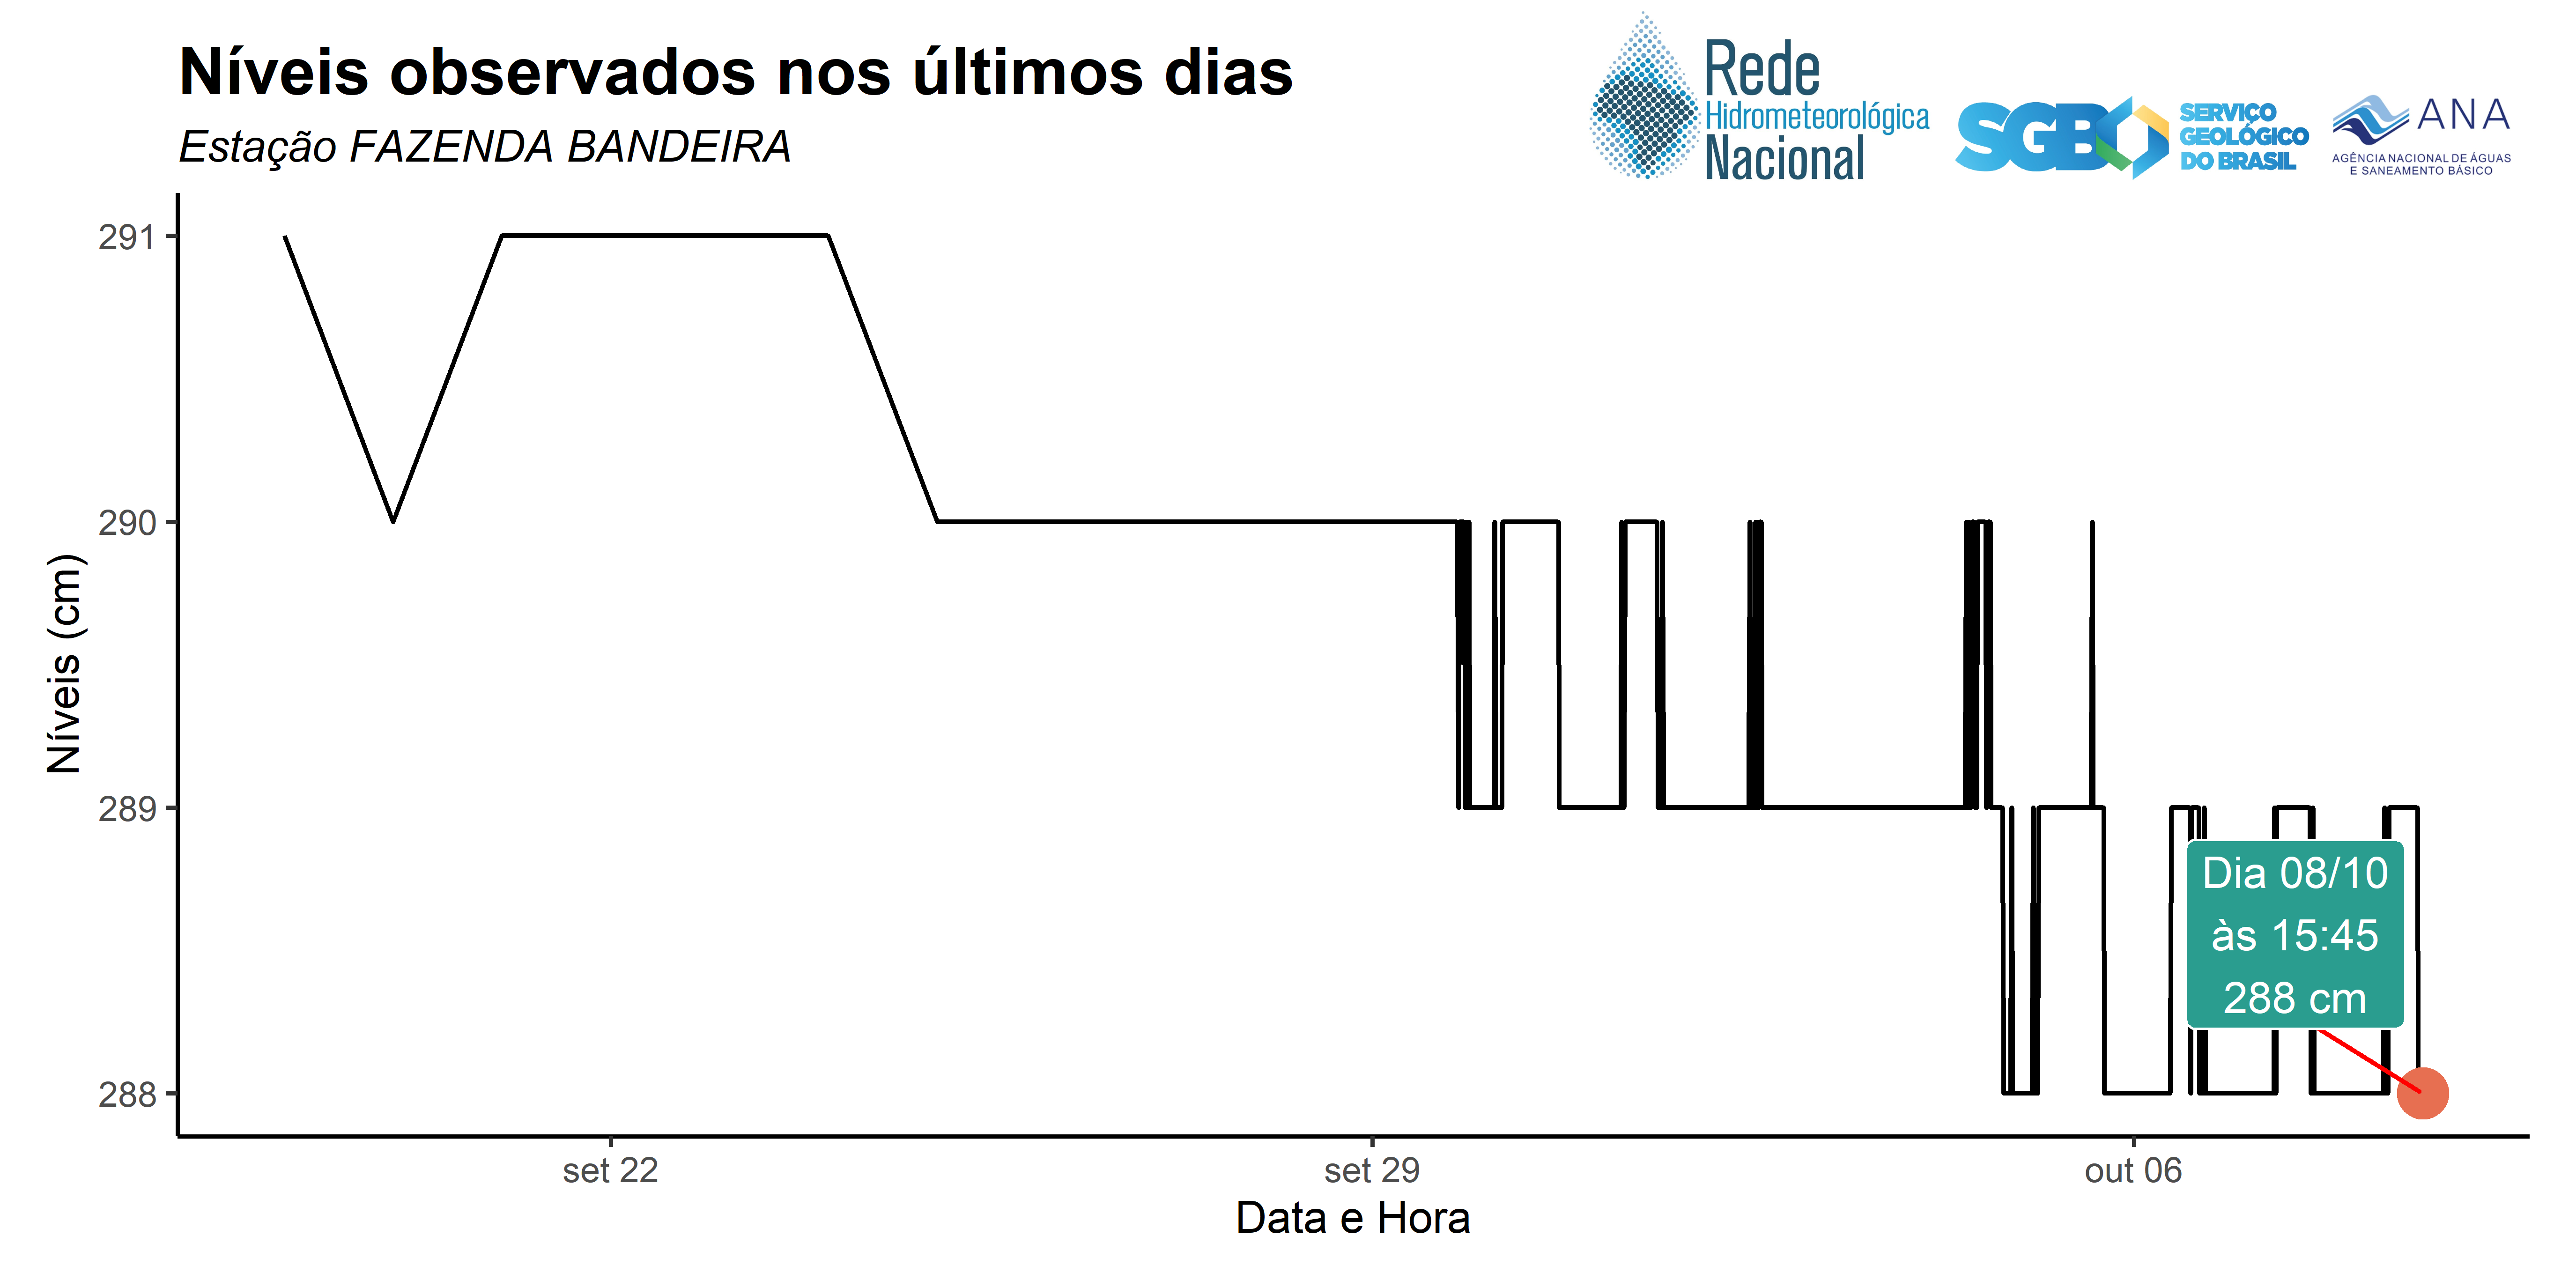 Níveis observados nos últimos dias
Estação FAZENDA BANDEIRA
Rede
Hidrometeorológica
Nacional
SGB
SERVIÇO
GEOLÓGICO
DO BRASIL
ANA
AGÊNCIA NACIONAL DE ÁGUAS
E SANEAMENTO BÁSICO
291
290
289
288
Níveis (cm)
Dia 08/10
às 15:45
288 cm
set 22
set 29
out 06
Data e Hora